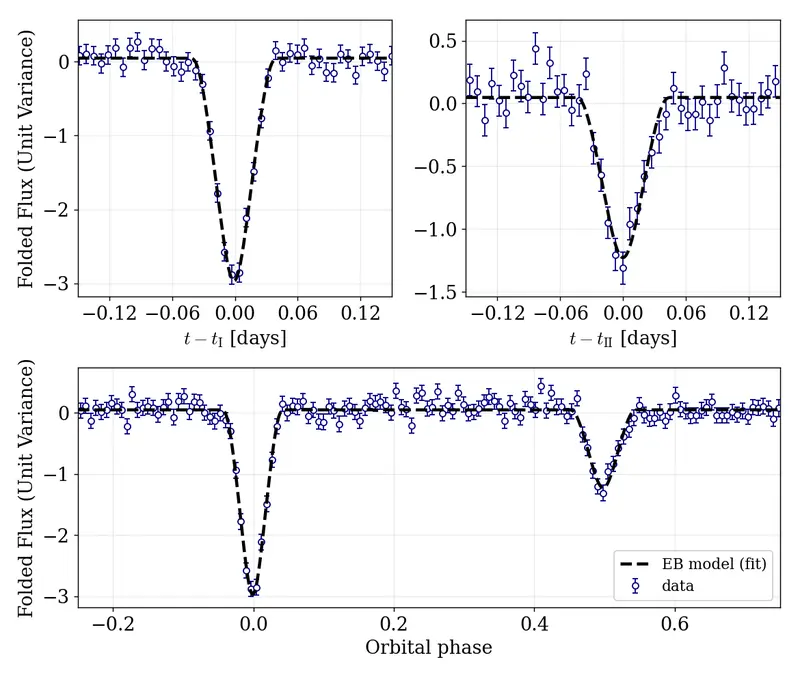 Folded Flux (Unit Variance)
0
−1
−2
−3
−0.12 −0.06 0.00 0.06 0.12
t − t_I [days]
0.5
0.0
−0.5
−1.0
−1.5
−0.12 −0.06 0.00 0.06 0.12
t − t_II [days]
Folded Flux (Unit Variance)
0
−1
−2
−3
−0.2 0.0 0.2 0.4 0.6
Orbital phase
EB model (fit)
data